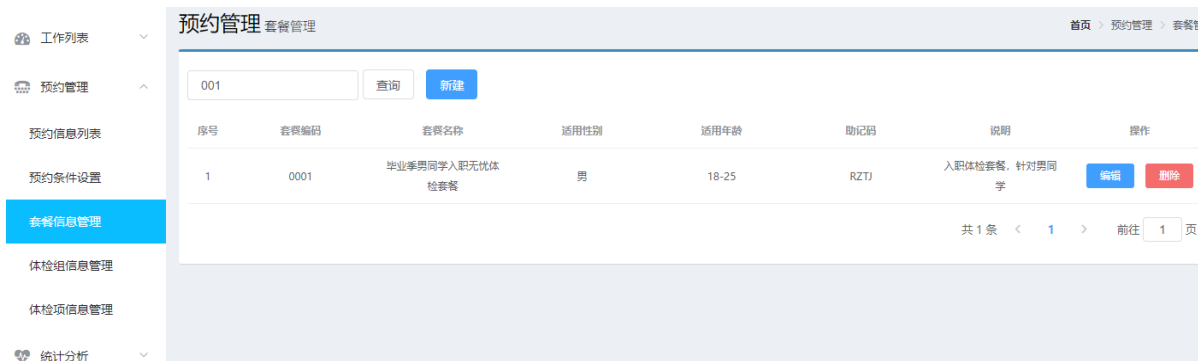 工作列表
预约管理
预约信息列表
预约条件设置
套餐信息管理
体检组信息管理
体检项信息管理
统计分析
预约管理 套餐管理
首页 > 预约管理 > 套餐
001 查询 新建
序号 套餐编码 套餐名称 适用性别 适用年龄 助记码 说明 操作
1 0001 毕业季男同学入职无忧体 男 18-25 RZTJ 入职体检套餐，针对男同 编辑 删除
检套餐 学
共 1 条 < 1 > 前往 1 页